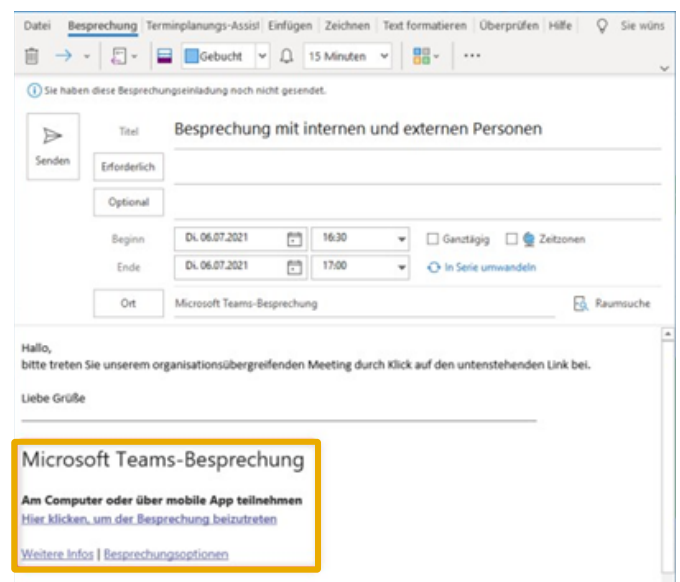 Datei Besprechung Terminplanungs-Assist Einfügen Zeichnen Text formatieren Überprüfen Hilfe Sie wüns
Gebucht 15 Minuten
Sie haben diese Besprechungseinladung noch nicht gesendet.
Senden
Titel Besprechung mit internen und externen Personen
Erforderlich
Optional
Beginn Di. 06.07.2021 16:30 Ganztägig Zeitzonen
Ende Di. 06.07.2021 17:00 In Serie umwandeln
Ort Microsoft Teams-Besprechung Raumsuche
Hallo,
bitte treten Sie unserem organisationsübergreifenden Meeting durch Klick auf den untenstehenden Link bei.
Liebe Grüße
Microsoft Teams-Besprechung
Am Computer oder über mobile App teilnehmen
Hier klicken, um der Besprechung beizutreten
Weitere Infos | Besprechungsoptionen